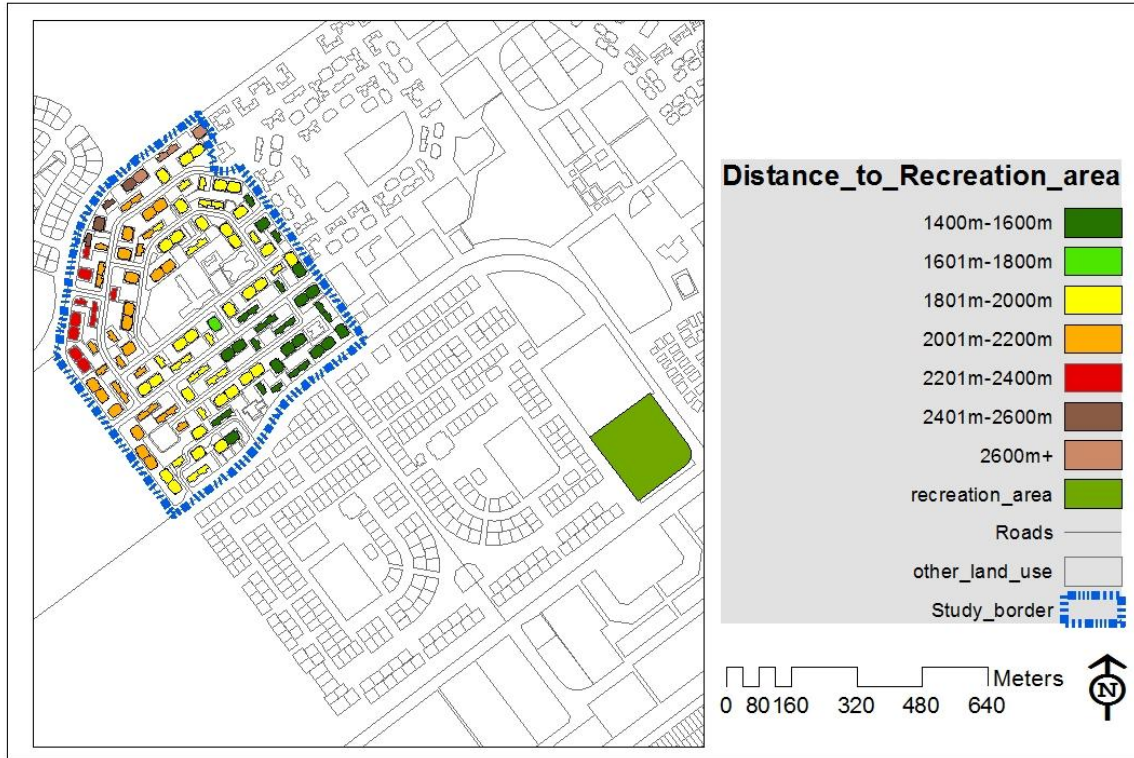 Distance_to_Recreation_area
1400m-1600m
1601m-1800m
1801m-2000m
2001m-2200m
2201m-2400m
2401m-2600m
2600m+
recreation_area
Roads
other_land_use
Study_border
Meters
0 80 160 320 480 640
N